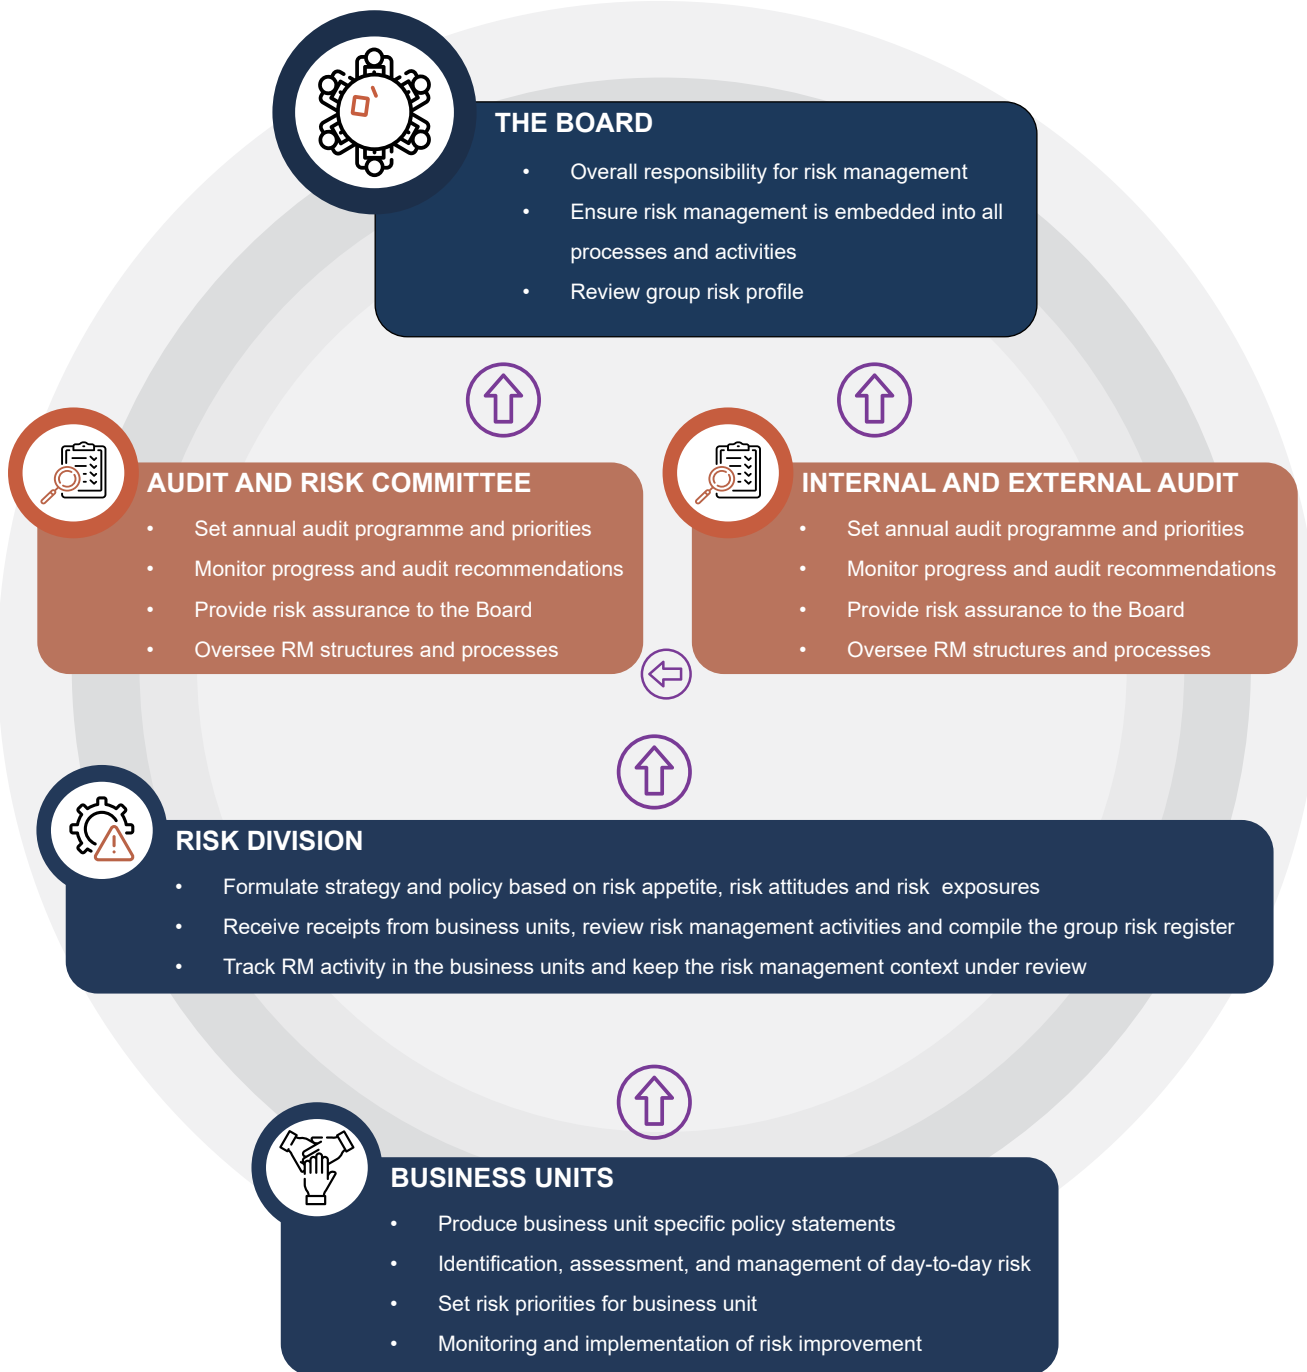 THE BOARD
• Overall responsibility for risk management
• Ensure risk management is embedded into all
processes and activities
• Review group risk profile
AUDIT AND RISK COMMITTEE
• Set annual audit programme and priorities
• Monitor progress and audit recommendations
• Provide risk assurance to the Board
• Oversee RM structures and processes
INTERNAL AND EXTERNAL AUDIT
• Set annual audit programme and priorities
• Monitor progress and audit recommendations
• Provide risk assurance to the Board
• Oversee RM structures and processes
RISK DIVISION
• Formulate strategy and policy based on risk appetite, risk attitudes and risk  exposures
• Receive receipts from business units, review risk management activities and compile the group risk register
• Track RM activity in the business units and keep the risk management context under review
BUSINESS UNITS
• Produce business unit specific policy statements
• Identification, assessment, and management of day-to-day risk
• Set risk priorities for business unit
• Monitoring and implementation of risk improvement